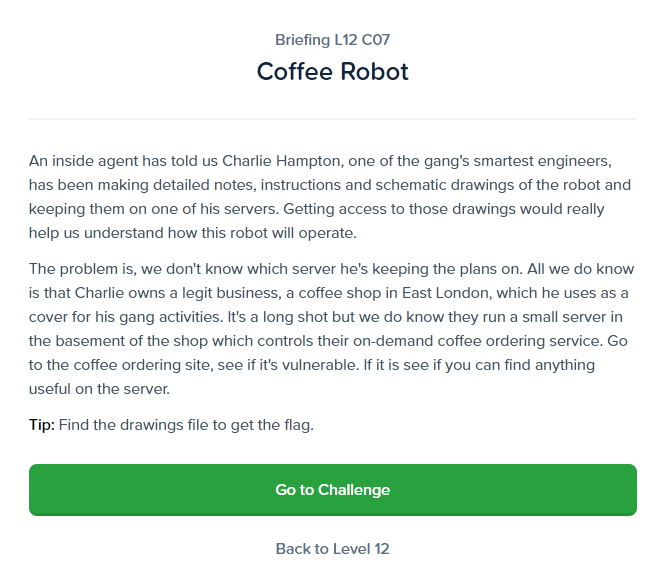 Briefing L12 C07
Coffee Robot
An inside agent has told us Charlie Hampton, one of the gang's smartest engineers,
has been making detailed notes, instructions and schematic drawings of the robot and
keeping them on one of his servers. Getting access to those drawings would really
help us understand how this robot will operate.
The problem is, we don't know which server he's keeping the plans on. All we do know
is that Charlie owns a legit business, a coffee shop in East London, which he uses as a
cover for his gang activities. It's a long shot but we do know they run a small server in
the basement of the shop which controls their on-demand coffee ordering service. Go
to the coffee ordering site, see if it's vulnerable. If it is see if you can find anything
useful on the server.
Tip: Find the drawings file to get the flag.
Go to Challenge
Back to Level 12